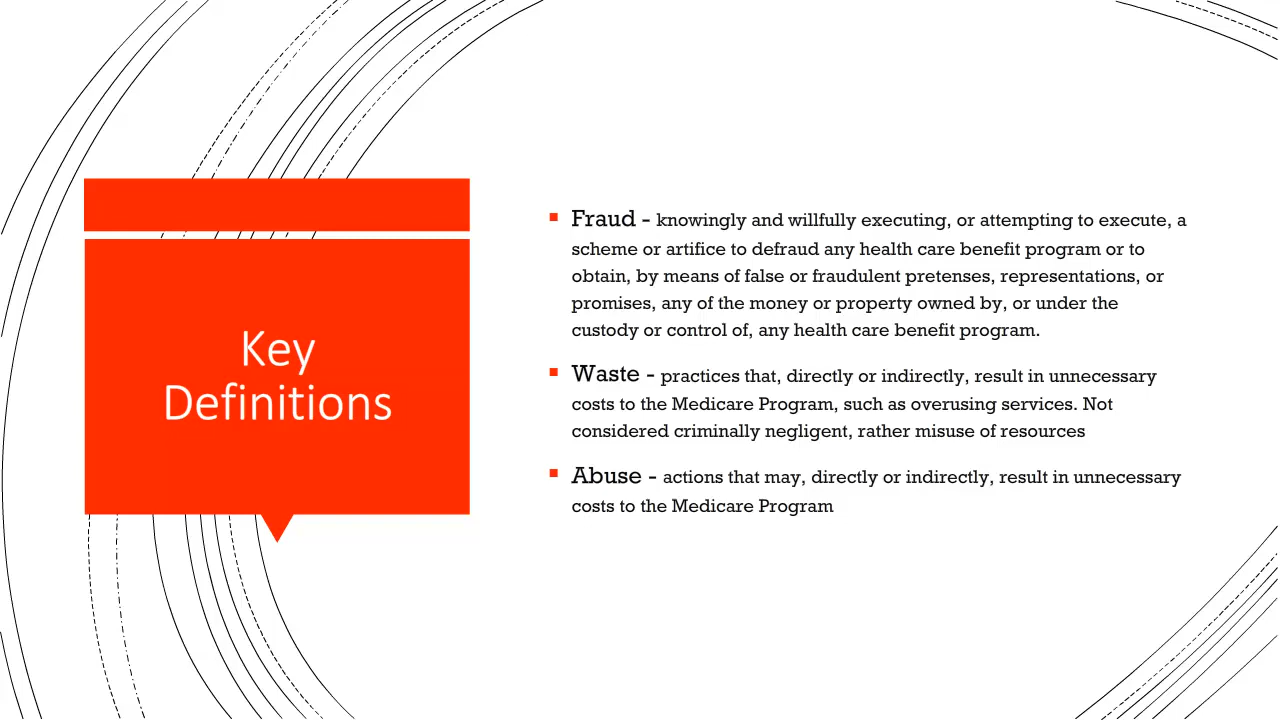 Key
Definitions
Fraud - knowingly and willfully executing, or attempting to execute, a
scheme or artifice to defraud any health care benefit program or to
obtain, by means of false or fraudulent pretenses, representations, or
promises, any of the money or property owned by, or under the
custody or control of, any health care benefit program.
Waste - practices that, directly or indirectly, result in unnecessary
costs to the Medicare Program, such as overusing services. Not
considered criminally negligent, rather misuse of resources
Abuse - actions that may, directly or indirectly, result in unnecessary
costs to the Medicare Program